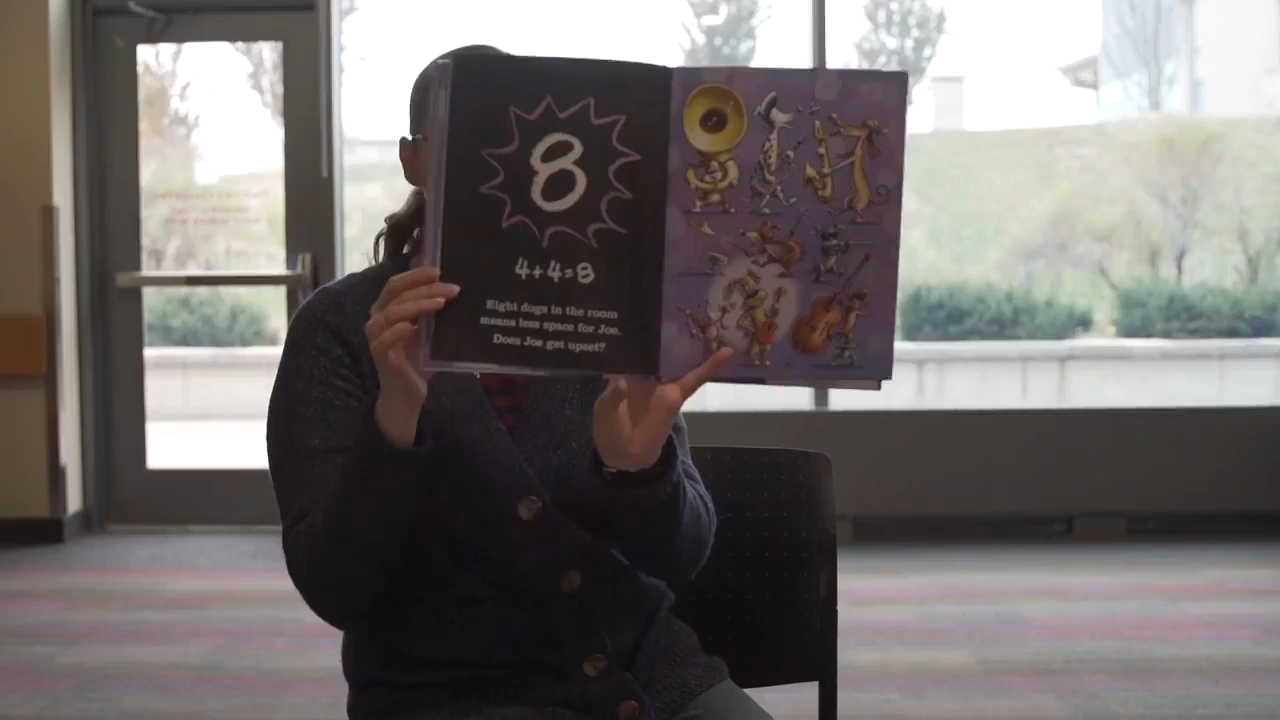 8
4+4=8
Eight dogs in the room
means less space for Joe.
Does Joe get upset?